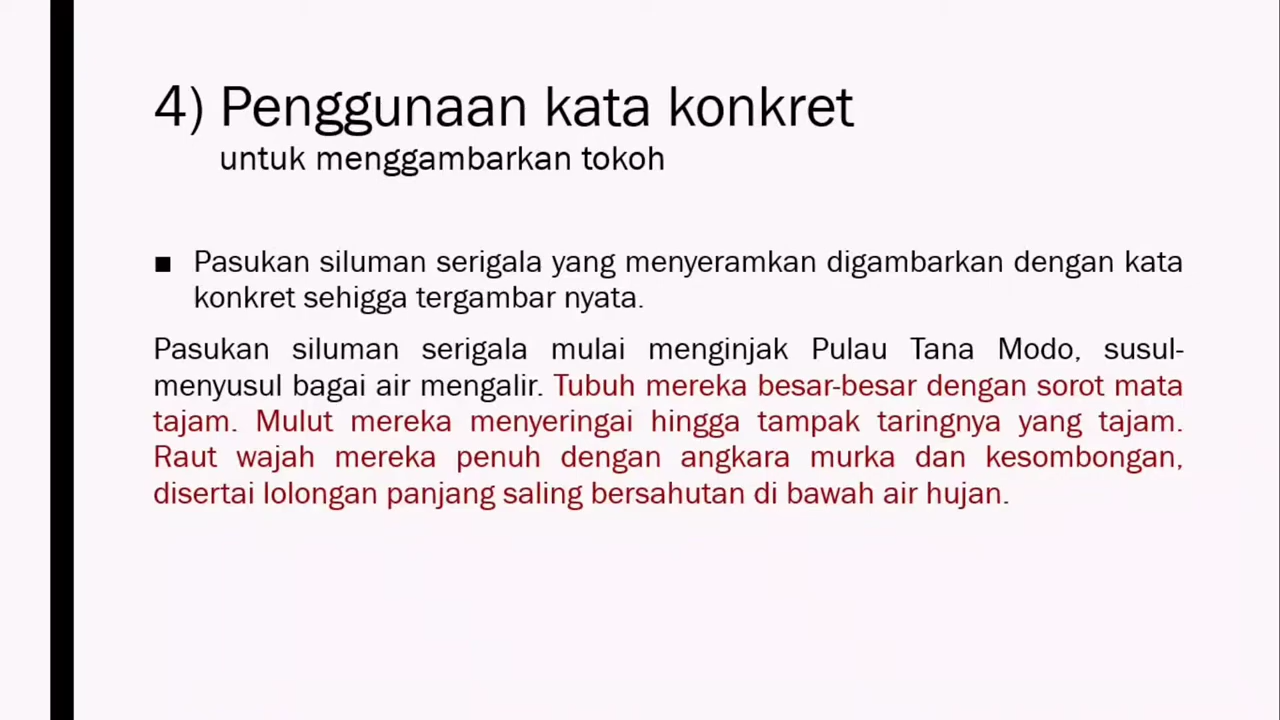 4) Penggunaan kata konkret
untuk menggambarkan tokoh
▪ Pasukan siluman serigala yang menyeramkan digambarkan dengan kata
konkret sehigga tergambar nyata.
Pasukan siluman serigala mulai menginjak Pulau Tana Modo, susul-
menyusul bagai air mengalir. Tubuh mereka besar-besar dengan sorot mata
tajam. Mulut mereka menyeringai hingga tampak taringnya yang tajam.
Raut wajah mereka penuh dengan angkara murka dan kesombongan,
disertai lolongan panjang saling bersahutan di bawah air hujan.